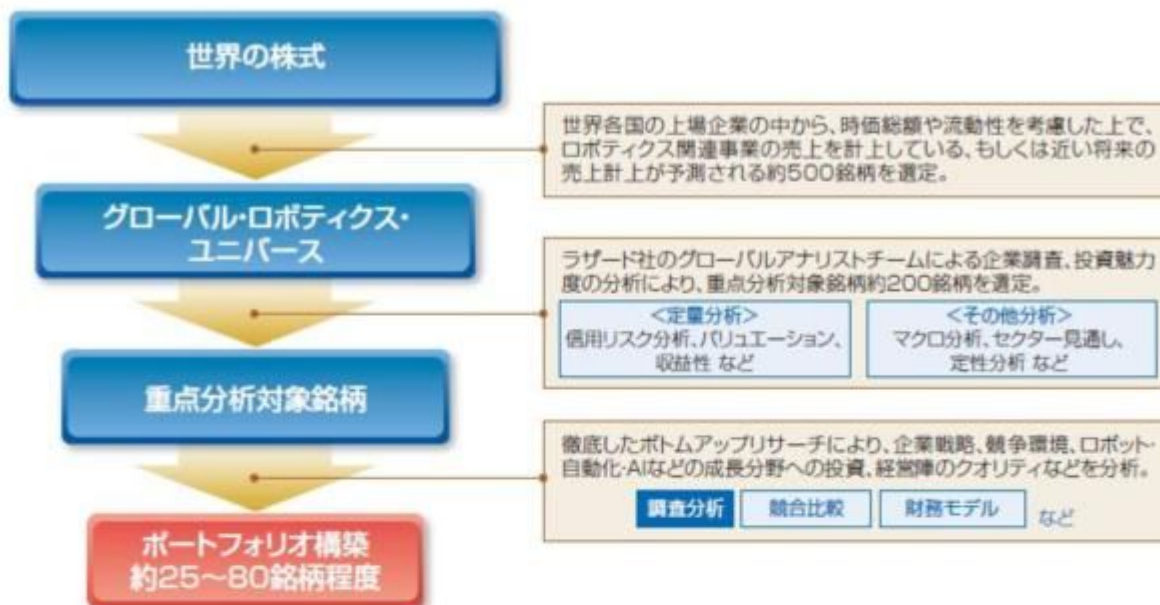 世界の株式
世界各国の上場企業の中から、時価総額や流動性を考慮した上で、
ロボティクス関連事業の売上を計上している、もしくは近い将来の
売上計上が予測される約500銘柄を選定。
グローバル・ロボティクス・
ユニバース
ラザード社のグローバルアナリストチームによる企業調査、投資魅力
度の分析により、重点分析対象銘柄約200銘柄を選定。
<定量分析>
信用リスク分析、バリュエーション、
収益性 など
<その他分析>
マクロ分析、セクター見通し、
定性分析 など
重点分析対象銘柄
徹底したボトムアップリサーチにより、企業戦略、競争環境、ロボット・
自動化・AIなどの成長分野への投資、経営陣のクオリティなどを分析。
調査分析
競合比較
財務モデル
など
ポートフォリオ構築
約25〜80銘柄程度